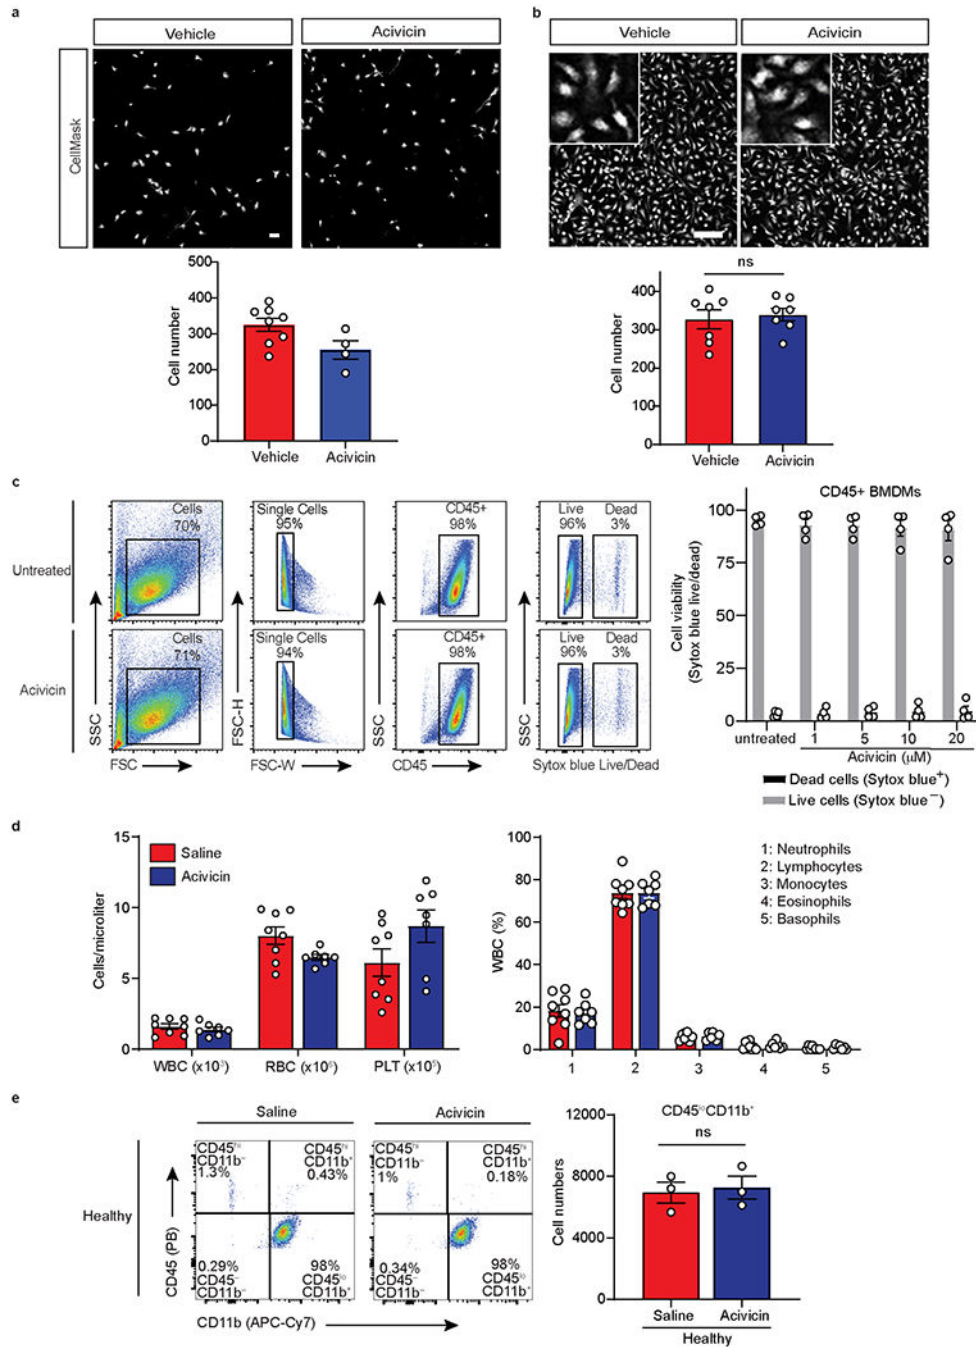 a
Vehicle
Acivicin
CellMask
Cell number
500
400
300
200
100
0
Vehicle
Acivicin
b
Vehicle
Acivicin
ns
Cell number
400
300
200
100
0
Vehicle
Acivicin
c
Untreated
Cells
70%
Single Cells
95%
CD45+
98%
Live
96%
Dead
3%
Acivicin
Cells
71%
Single Cells
94%
CD45+
98%
Live
96%
Dead
3%
SSC
FSC
FSC-H
FSC-W
SSC
CD45
SSC
Sytox blue Live/Dead
CD45+ BMDMs
Cell viability
(Sytox blue live/dead)
100
75
50
25
0
untreated
1
5
10
20
Acivicin (μM)
Dead cells (Sytox blue⁺)
Live cells (Sytox blue⁻)
d
Saline
Acivicin
Cells/microliter
15
10
5
0
WBC (x10³)
RBC (x10⁶)
PLT (x10⁵)
WBC (%)
100
80
60
40
20
0
1
2
3
4
5
1: Neutrophils
2: Lymphocytes
3: Monocytes
4: Eosinophils
5: Basophils
e
Saline
Acivicin
Healthy
CD45ʰⁱ
CD11b⁻
1.3%
CD45ʰⁱ
CD11b⁺
0.43%
0.29%
CD45⁻
CD11b⁻
98%
CD45ˡᵒ
CD11b⁺
CD45ʰⁱ
CD11b⁻
1%
CD45ʰⁱ
CD11b⁺
0.18%
0.34%
CD45⁻
CD11b⁻
98%
CD45ˡᵒ
CD11b⁺
CD45 (PB)
CD11b (APC-Cy7)
CD45ˡᵒCD11b⁺
ns
Cell numbers
12000
8000
4000
0
Saline
Acivicin
Healthy